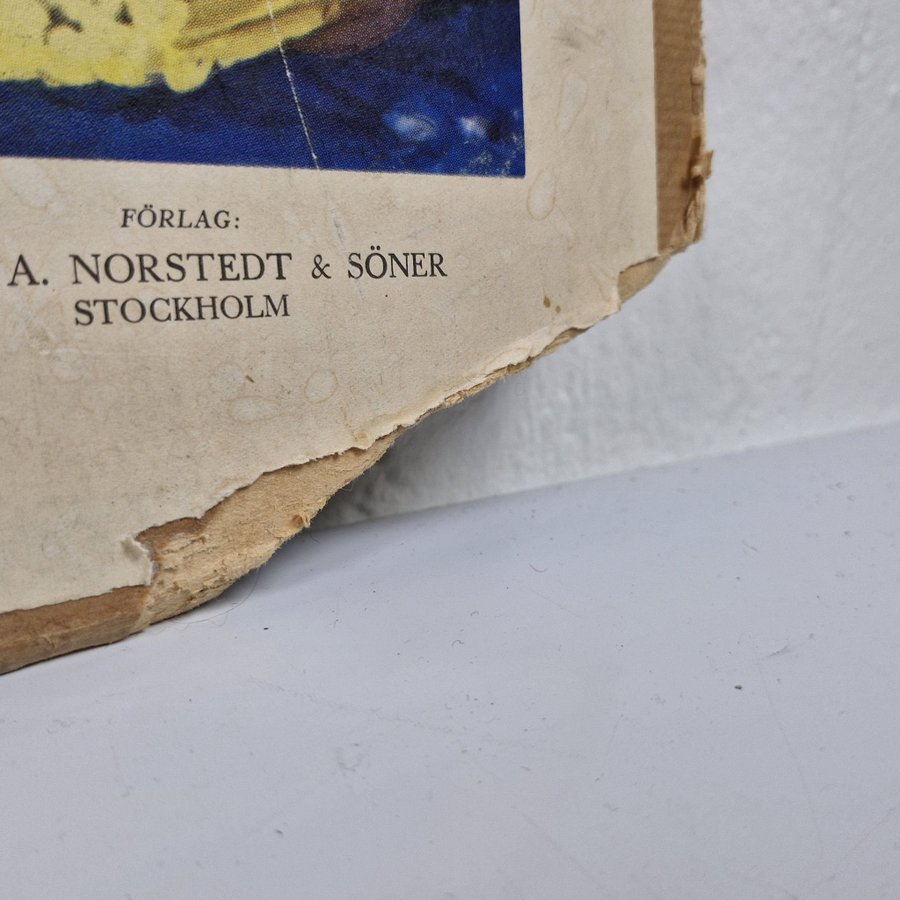 FÖRLAG:
A. NORSTEDT & SÖNER
STOCKHOLM